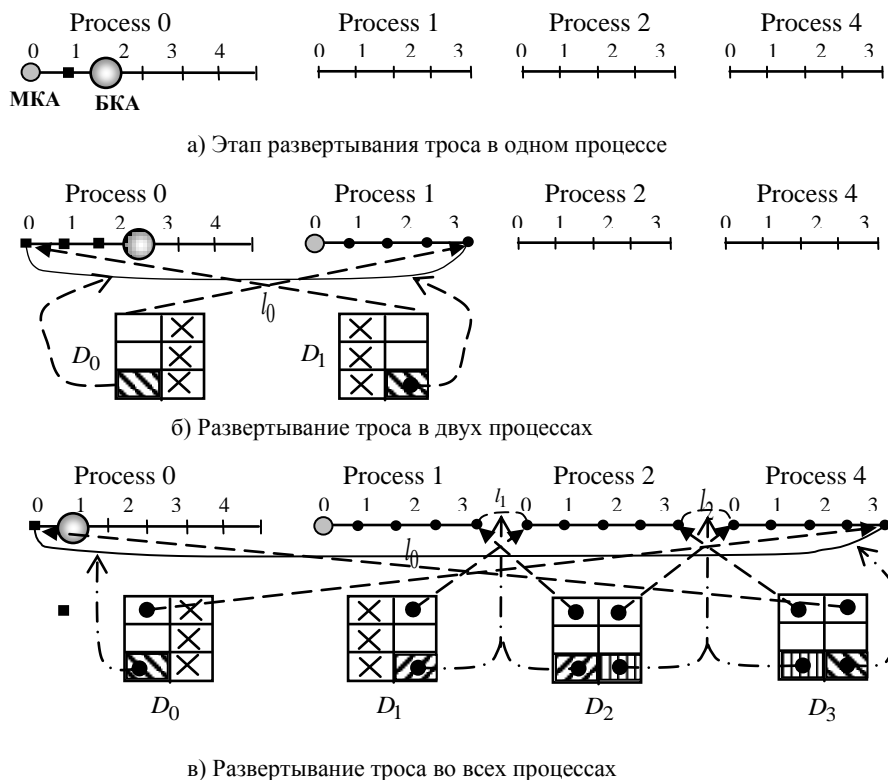 Process 0 Process 1 Process 2 Process 4
0 1 2 3 4 0 1 2 3 0 1 2 3 0 1 2 3
МКА БКА
а) Этап развертывания троса в одном процессе
Process 0 Process 1 Process 2 Process 4
0 1 2 3 4 0 1 2 3 0 1 2 3 0 1 2 3
l0
D0 D1
б) Развертывание троса в двух процессах
Process 0 Process 1 Process 2 Process 4
0 1 2 3 4 0 1 2 3 l1 0 1 2 3 l2 0 1 2 3
l0
D0 D1 D2 D3
в) Развертывание троса во всех процессах